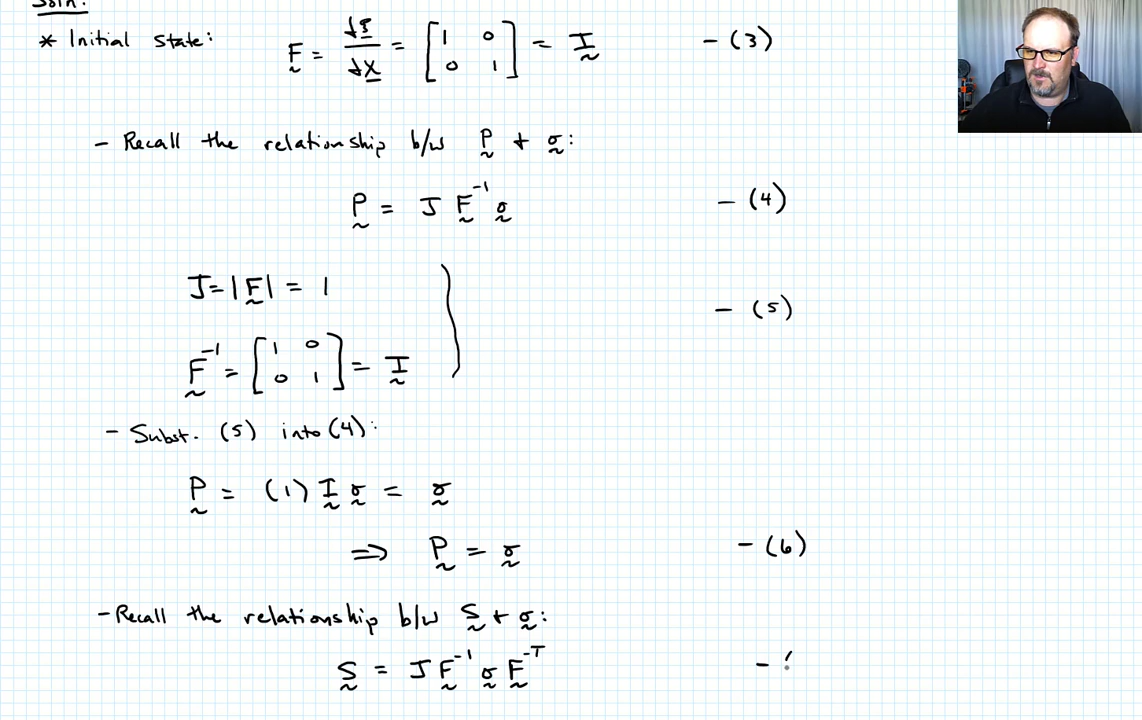 Soln:
* Initial state: F = dξ/dX = [1 0 0 1] = I - (3)
- Recall the relationship b/w P + σ:
P = J F⁻¹ σ - (4)
J = |F| = 1
- (5)
F⁻¹ = [1 0 0 1] = I
- Subst. (5) into (4):
P = (1) I σ = σ
⇒ P = σ - (6)
- Recall the relationship b/w S + σ:
S = J F⁻¹ σ F⁻ᵀ - (